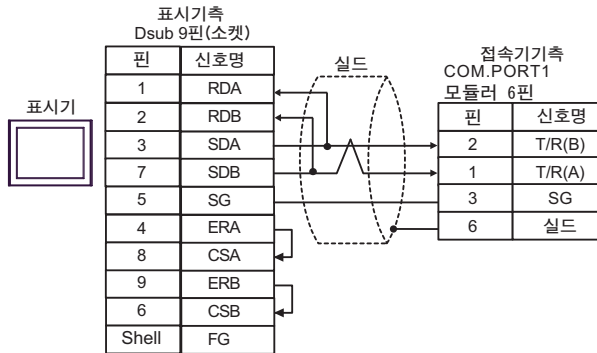 표시기측
Dsub 9핀(소켓)
핀 신호명
1 RDA
2 RDB
3 SDA
7 SDB
5 SG
4 ERA
8 CSA
9 ERB
6 CSB
Shell FG
표시기
실드
접속기기측
COM.PORT1
모듈러 6핀
핀 신호명
2 T/R(B)
1 T/R(A)
3 SG
6 실드